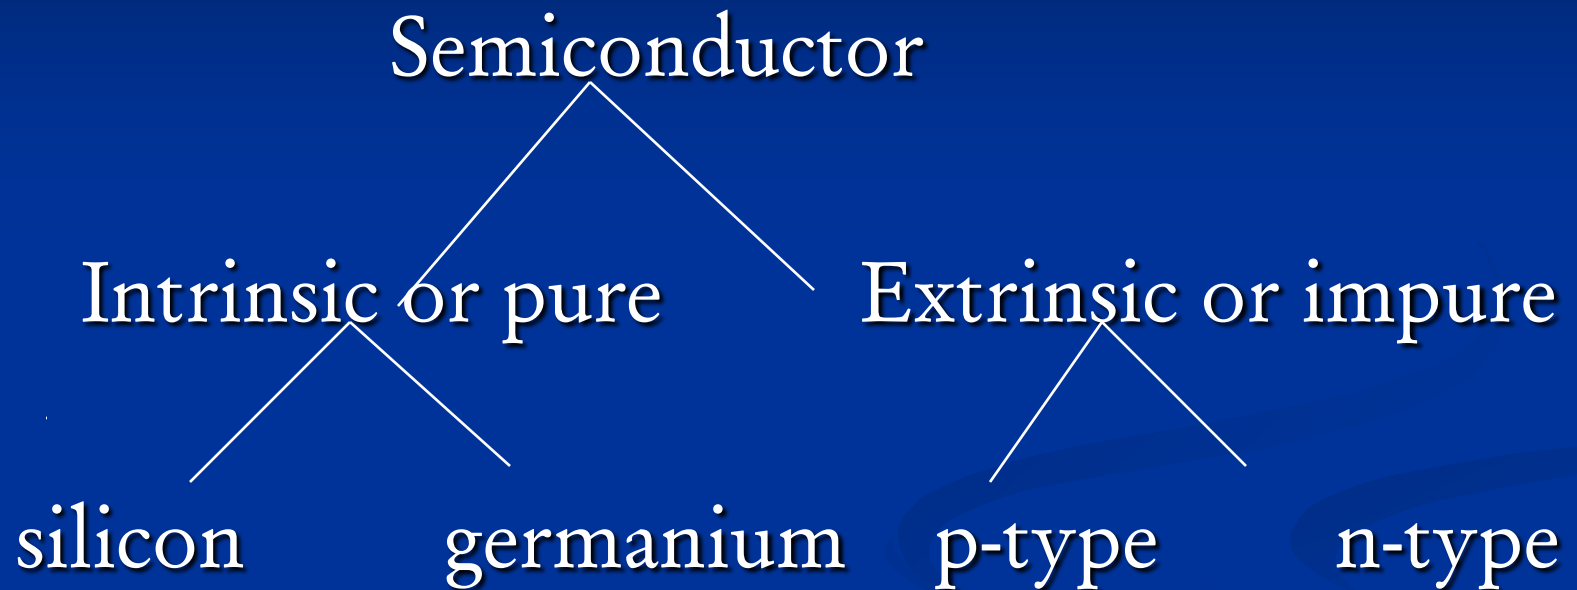 Semiconductor
Intrinsic or pure Extrinsic or impure
silicon germanium p-type n-type